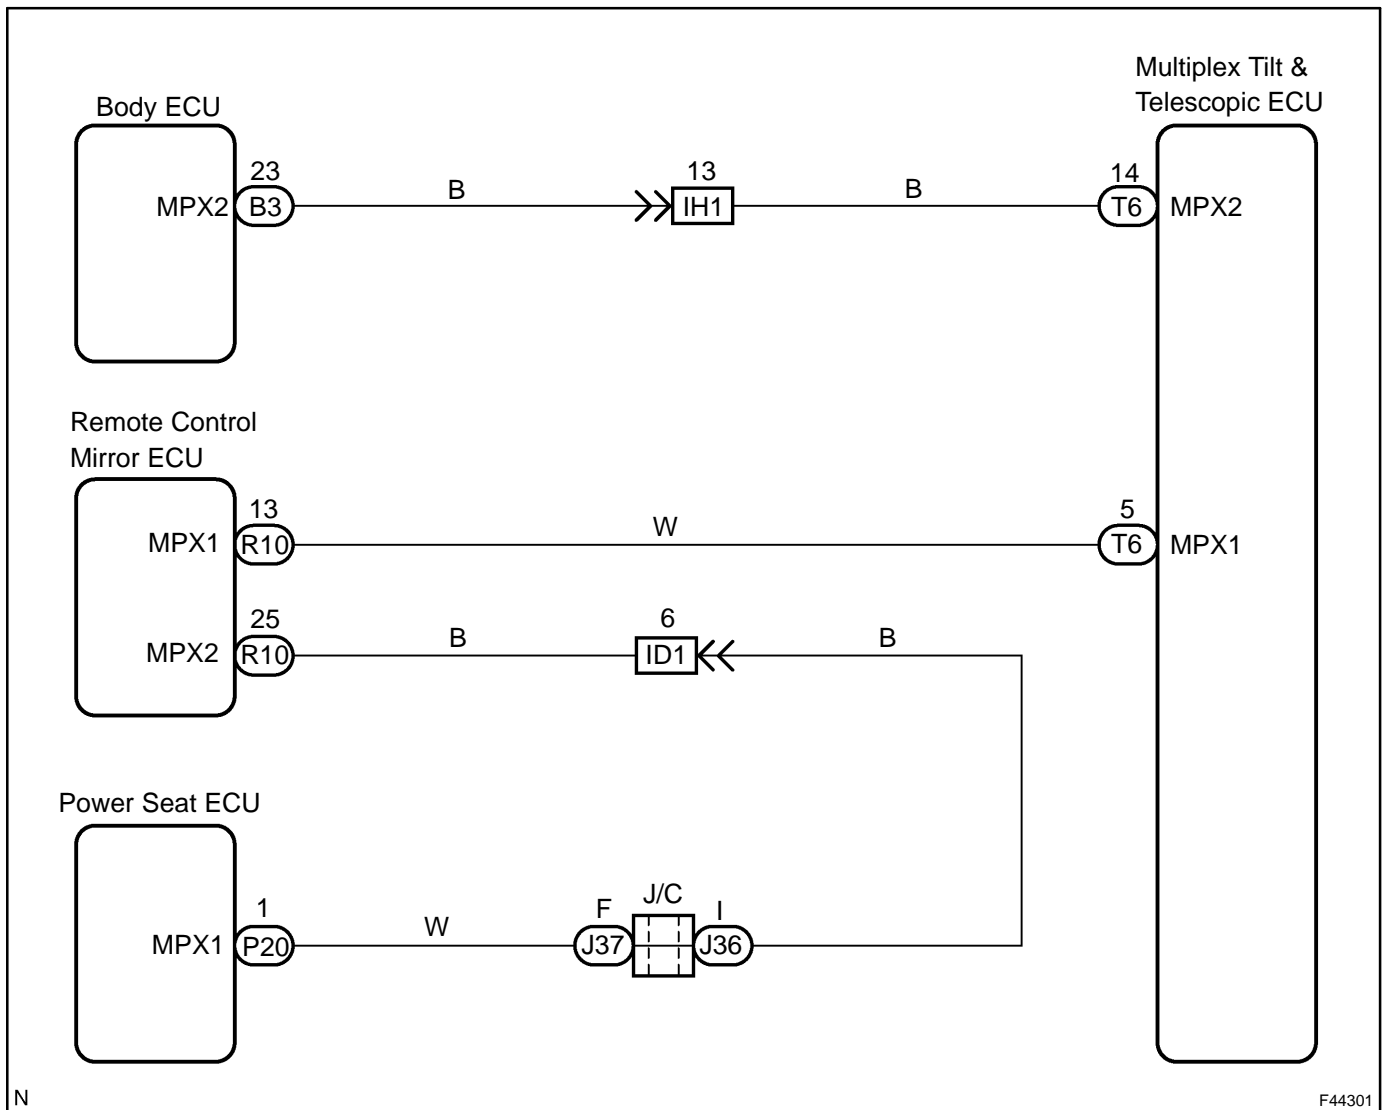 Multiplex Tilt &
Telescopic ECU
Body ECU
23
13
14
B
B
MPX2
B3
IH1
T6
MPX2
Remote Control
Mirror ECU
13
5
W
MPX1
R10
T6
MPX1
25
6
B
B
MPX2
R10
ID1
Power Seat ECU
J/C
1
F
I
W
MPX1
P20
J37
J36
N
F44301